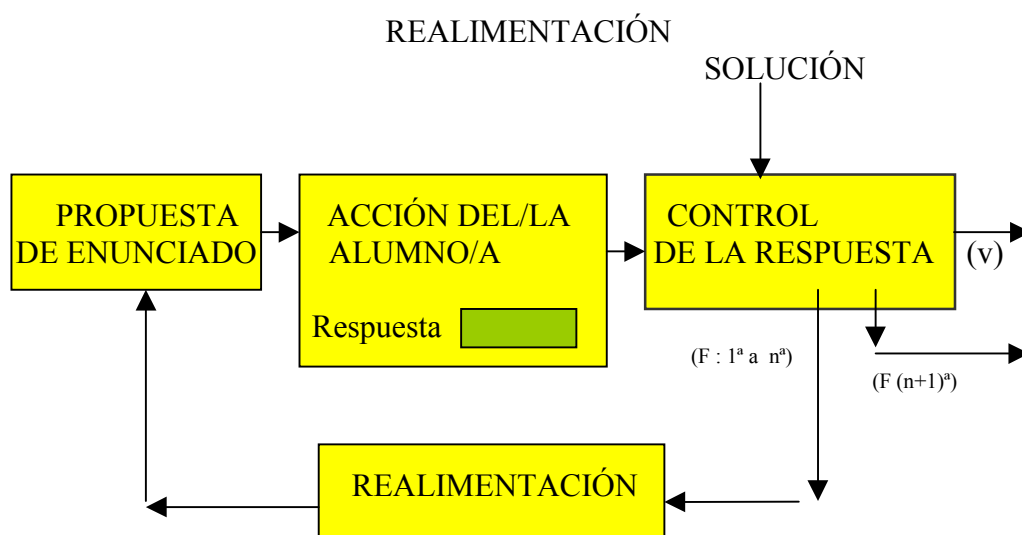 REALIMENTACIÓN
SOLUCIÓN
PROPUESTA
DE ENUNCIADO
ACCIÓN DEL/LA
ALUMNO/A
Respuesta
CONTROL
DE LA RESPUESTA
(v)
(F : 1ª a nª)
(F (n+1)ª)
REALIMENTACIÓN